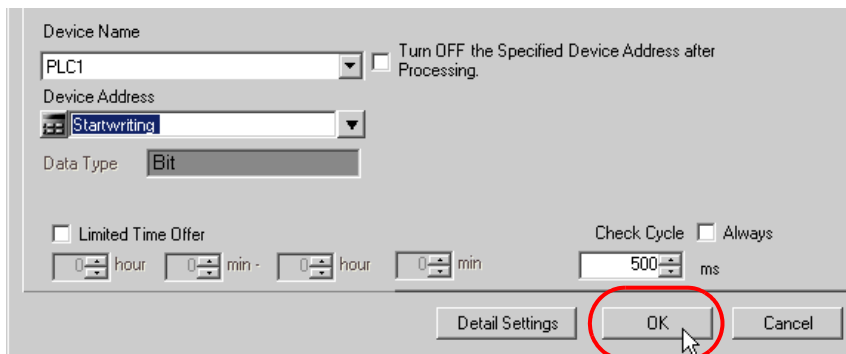 Device Name
PLC1
Turn OFF the Specified Device Address after
Processing.
Device Address
Startwriting
Data Type Bit
Limited Time Offer
Check Cycle Always
0 hour 0 min - 0 hour 0 min
500 ms
Detail Settings OK Cancel